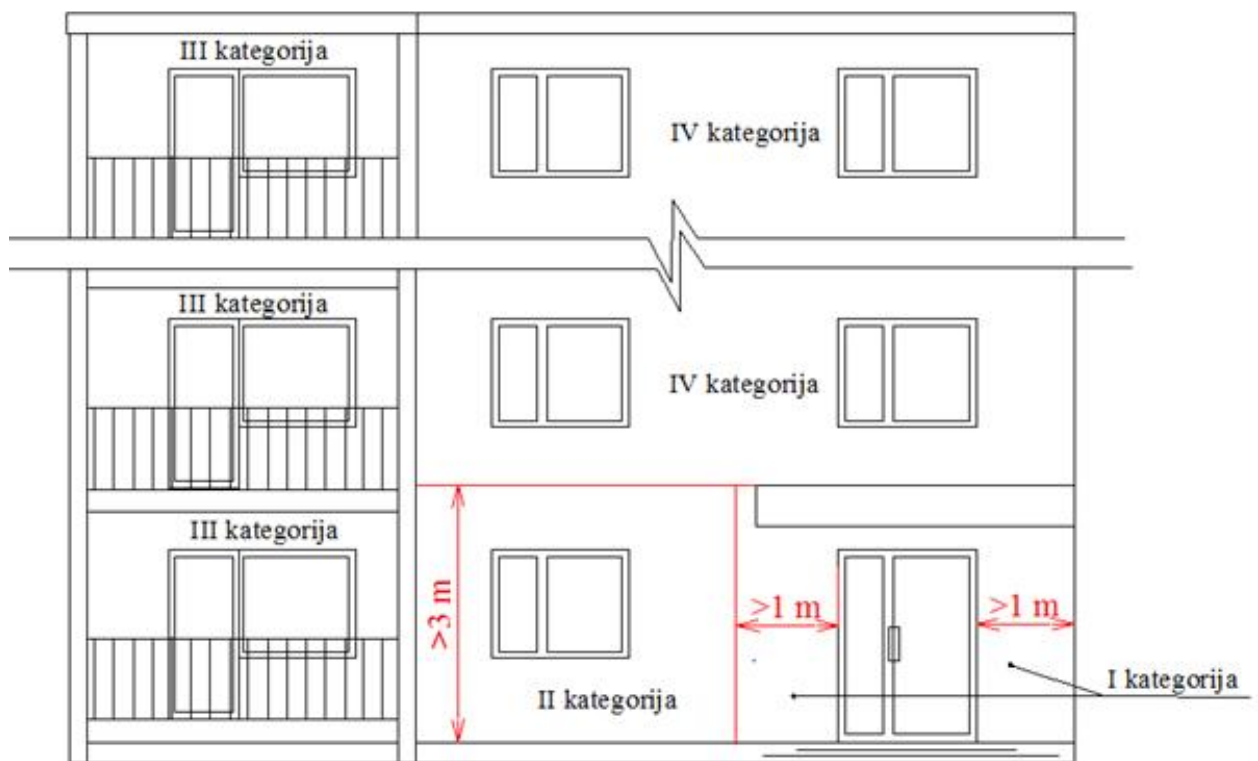 III kategorija
IV kategorija
III kategorija
IV kategorija
III kategorija
>3 m
>1 m
>1 m
II kategorija
I kategorija